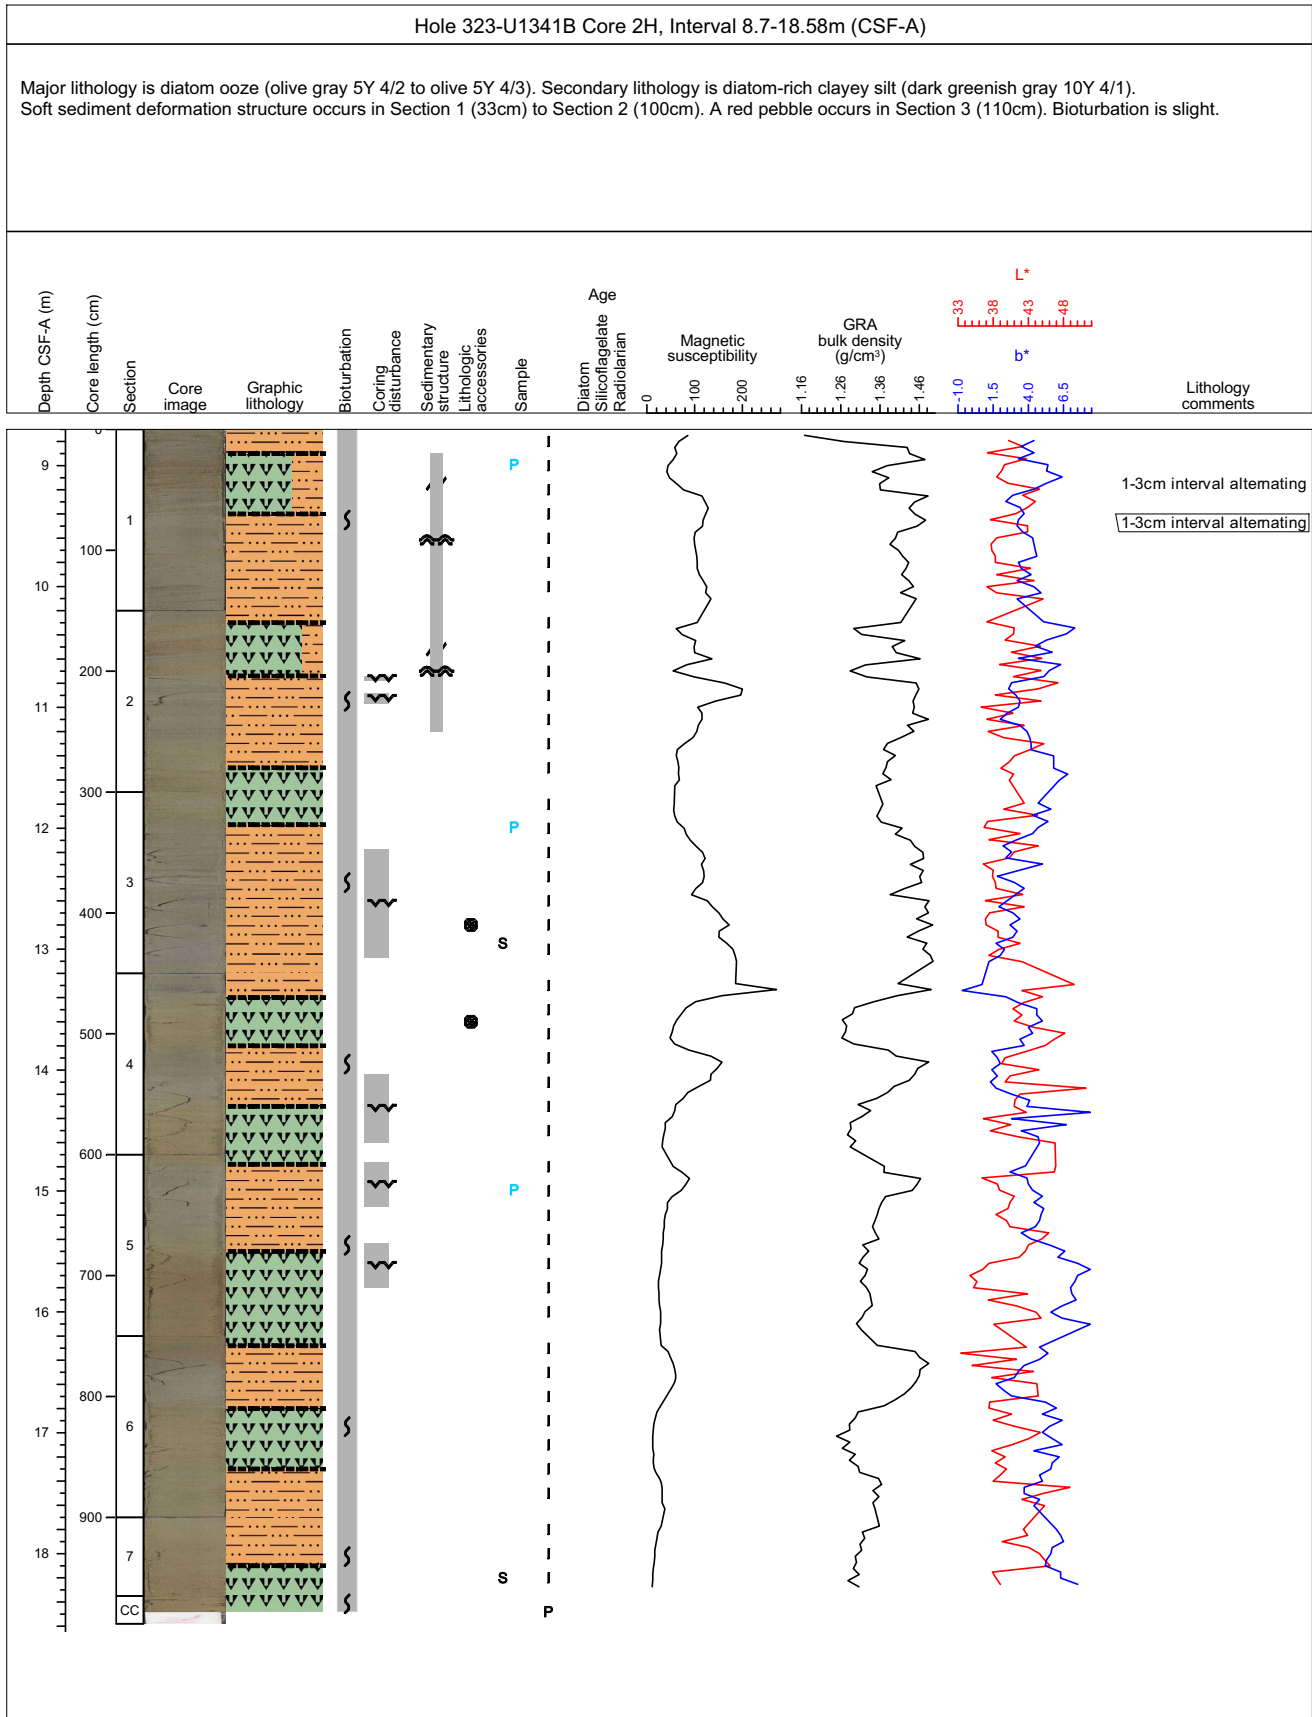 Hole 323-U1341B Core 2H, Interval 8.7-18.58m (CSF-A)
Major lithology is diatom ooze (olive gray 5Y 4/2 to olive 5Y 4/3). Secondary lithology is diatom-rich clayey silt (dark greenish gray 10Y 4/1).
Soft sediment deformation structure occurs in Section 1 (33cm) to Section 2 (100cm). A red pebble occurs in Section 3 (110cm). Bioturbation is slight.
Depth CSF-A (m)
Core length (cm)
Section
Core
image
Graphic
lithology
Bioturbation
Coring
disturbance
Sedimentary
structure
Lithologic
accessories
Sample
Age
Diatom
Silicoflagelate
Radiolarian
Magnetic
susceptibility
0
100
200
GRA
bulk density
(g/cm³)
1.16
1.26
1.36
1.46
L*
33
38
43
48
b*
-1.0
1.5
4.0
6.5
Lithology
comments
9
10
11
12
13
14
15
16
17
18
0
100
200
300
400
500
600
700
800
900
1
2
3
4
5
6
7
CC
P
P
S
P
S
P
1-3cm interval alternating
1-3cm interval alternating